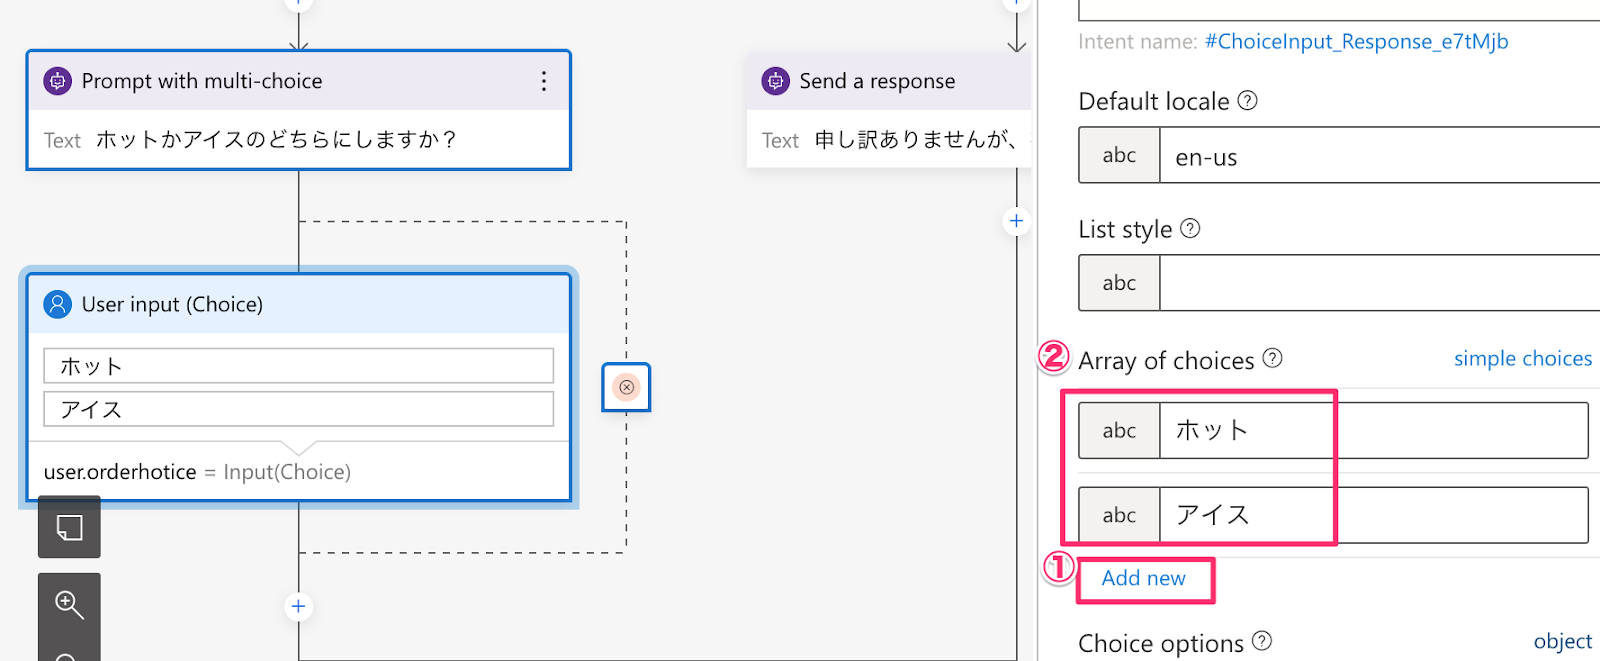 Prompt with multi-choice
Text ホットかアイスのどちらにしますか？
User input (Choice)
ホット
アイス
user.orderhotice = Input(Choice)
Send a response
Text 申し訳ありませんが、
Intent name: #ChoiceInput_Response_e7tMjb
Default locale ?
abc en-us
List style ?
abc
② Array of choices ? simple choices
abc ホット
abc アイス
① Add new
Choice options ? object